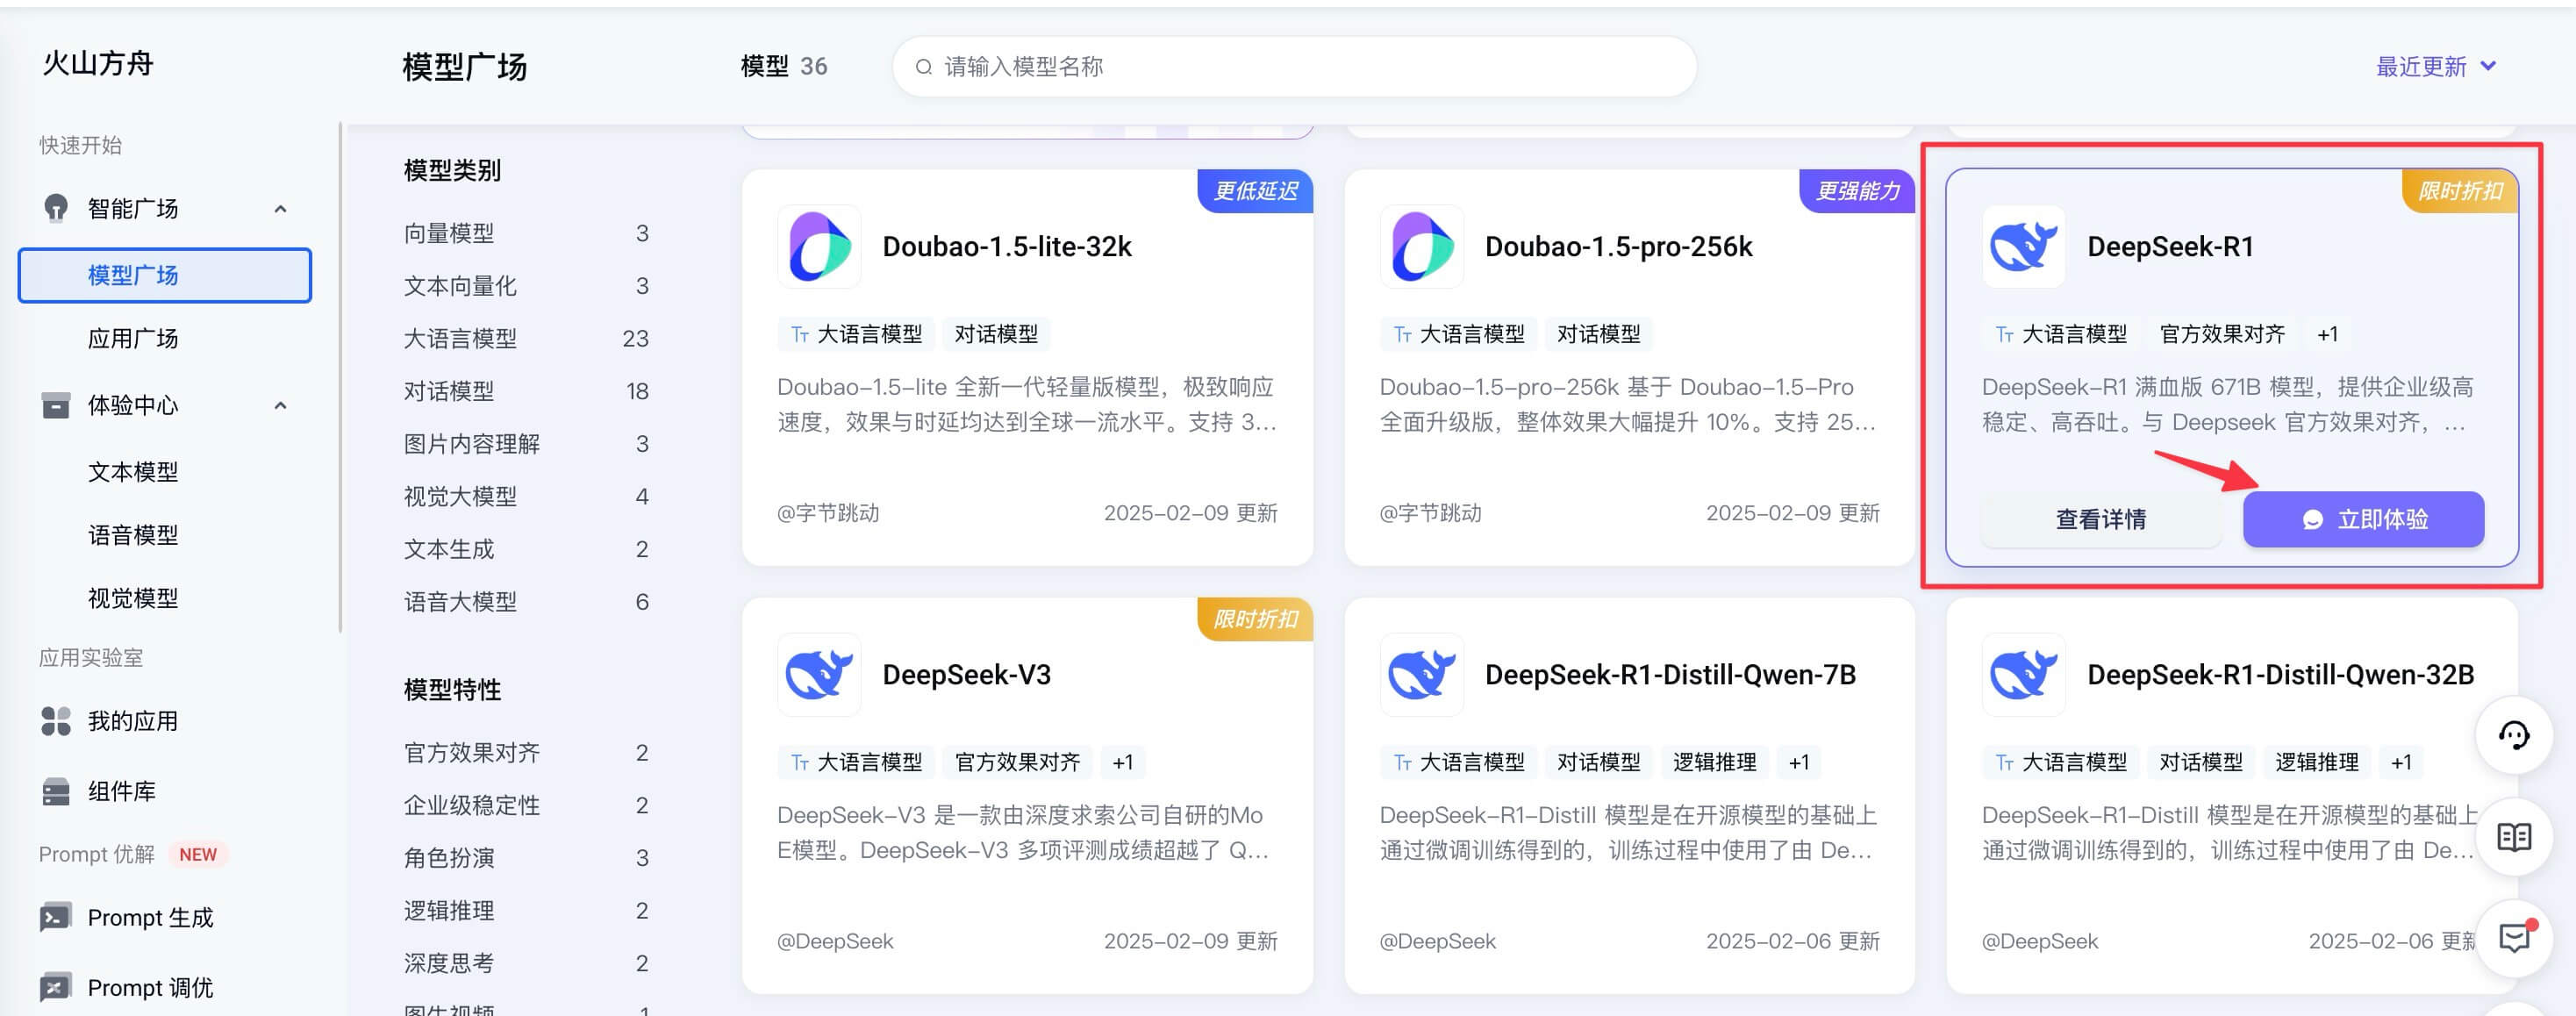 火山方舟
快速开始
智能广场
模型广场
应用广场
体验中心
文本模型
语音模型
视觉模型
应用实验室
我的应用
组件库
Prompt 优解 NEW
Prompt 生成
Prompt 调优
模型广场
模型 36
请输入模型名称
最近更新
模型类别
向量模型 3
文本向量化 3
大语言模型 23
对话模型 18
图片内容理解 3
视觉大模型 4
文本生成 2
语音大模型 6
模型特性
官方效果对齐 2
企业级稳定性 2
角色扮演 3
逻辑推理 2
深度思考 2
图生视频 1
更低延迟
Doubao-1.5-lite-32k
大语言模型 对话模型
Doubao-1.5-lite 全新一代轻量版模型，极致响应
速度，效果与时延均达到全球一流水平。支持 3...
@字节跳动 2025-02-09 更新
更强能力
Doubao-1.5-pro-256k
大语言模型 对话模型
Doubao-1.5-pro-256k 基于 Doubao-1.5-Pro
全面升级版，整体效果大幅提升 10%。支持 25...
@字节跳动 2025-02-09 更新
限时折扣
DeepSeek-R1
大语言模型 官方效果对齐 +1
DeepSeek-R1 满血版 671B 模型，提供企业级高
稳定、高吞吐。与 Deepseek 官方效果对齐，...
查看详情 立即体验
限时折扣
DeepSeek-V3
大语言模型 官方效果对齐 +1
DeepSeek-V3 是一款由深度求索公司自研的Mo
E模型。DeepSeek-V3 多项评测成绩超越了 Q...
@DeepSeek 2025-02-09 更新
DeepSeek-R1-Distill-Qwen-7B
大语言模型 对话模型 逻辑推理 +1
DeepSeek-R1-Distill 模型是在开源模型的基础上
通过微调训练得到的，训练过程中使用了由 De...
@DeepSeek 2025-02-06 更新
DeepSeek-R1-Distill-Qwen-32B
大语言模型 对话模型 逻辑推理 +1
DeepSeek-R1-Distill 模型是在开源模型的基础上
通过微调训练得到的，训练过程中使用了由 De...
@DeepSeek 2025-02-06 更新